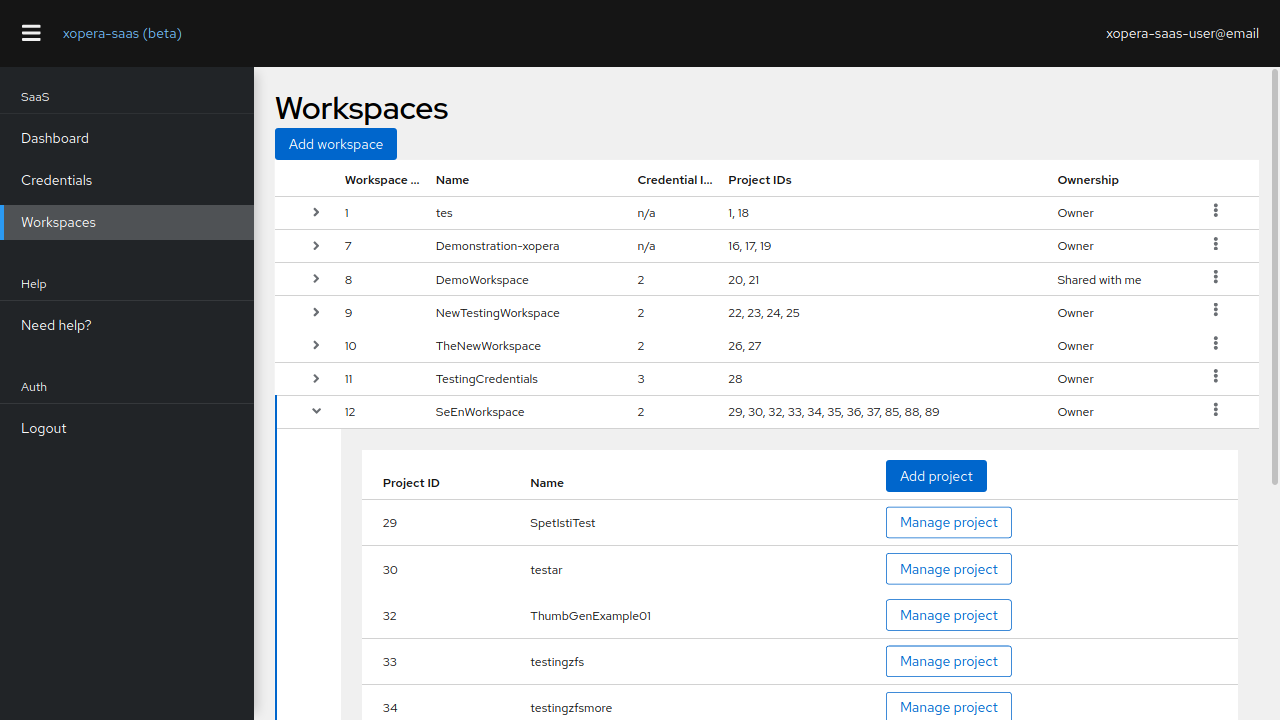 xopera-saas (beta)
xopera-saas-user@email
SaaS
Dashboard
Credentials
Workspaces
Help
Need help?
Auth
Logout
Workspaces
Add workspace
Workspace ... Name Credential I... Project IDs Ownership
1 tes n/a 1, 18 Owner
7 Demonstration-xopera n/a 16, 17, 19 Owner
8 DemoWorkspace 2 20, 21 Shared with me
9 NewTestingWorkspace 2 22, 23, 24, 25 Owner
10 TheNewWorkspace 2 26, 27 Owner
11 TestingCredentials 3 28 Owner
12 SeEnWorkspace 2 29, 30, 32, 33, 34, 35, 36, 37, 85, 88, 89 Owner
Project ID Name Add project
29 SpetIstiTest Manage project
30 testar Manage project
32 ThumbGenExample01 Manage project
33 testingzfs Manage project
34 testingzfsmore Manage project